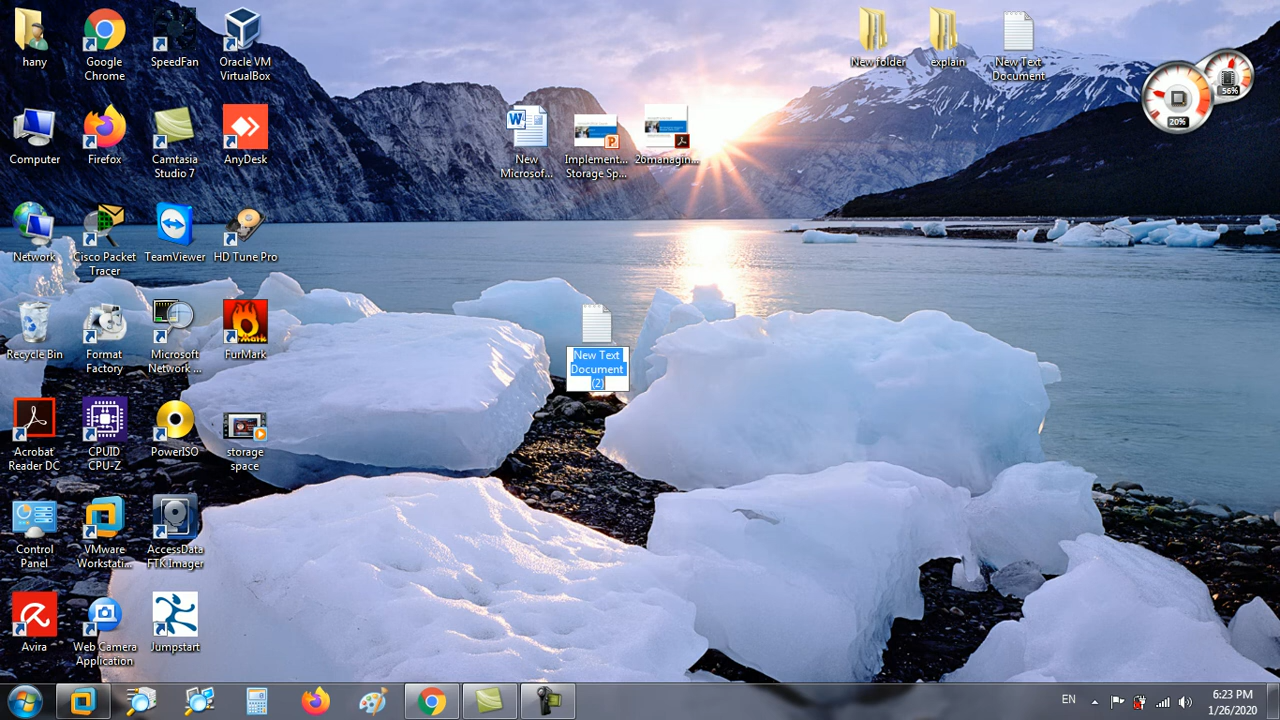 hany
Google
Chrome
SpeedFan
Oracle VM
VirtualBox
New folder
explain
New Text
Document
56%
20%
Computer
Firefox
Camtasia
Studio 7
AnyDesk
New
Microsof...
Implement...
Storage Sp...
2omanagin...
Network
Cisco Packet
Tracer
TeamViewer
HD Tune Pro
Recycle Bin
Format
Factory
Microsoft
Network ...
FurMark
New Text
Document
(2)
Acrobat
Reader DC
CPUID
CPU-Z
PowerISO
storage
space
Control
Panel
VMware
Workstati...
AccessData
FTK Imager
Avira
Web Camera
Application
Jumpstart
EN
6:23 PM
1/26/2020